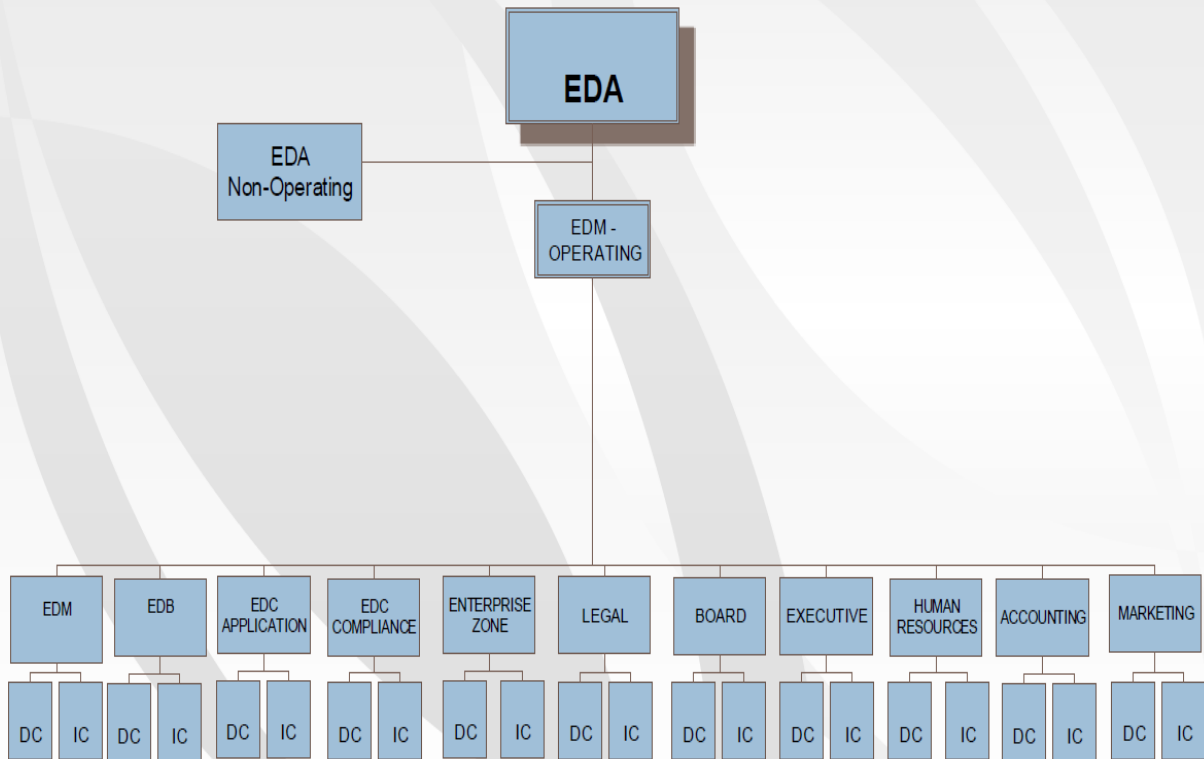 EDA
EDA
Non-Operating
EDM -
OPERATING
EDM
EDB
EDC
APPLICATION
EDC
COMPLIANCE
ENTERPRISE
ZONE
LEGAL
BOARD
EXECUTIVE
HUMAN
RESOURCES
ACCOUNTING
MARKETING
DC
IC
DC
IC
DC
IC
DC
IC
DC
IC
DC
IC
DC
IC
DC
IC
DC
IC
DC
IC
DC
IC